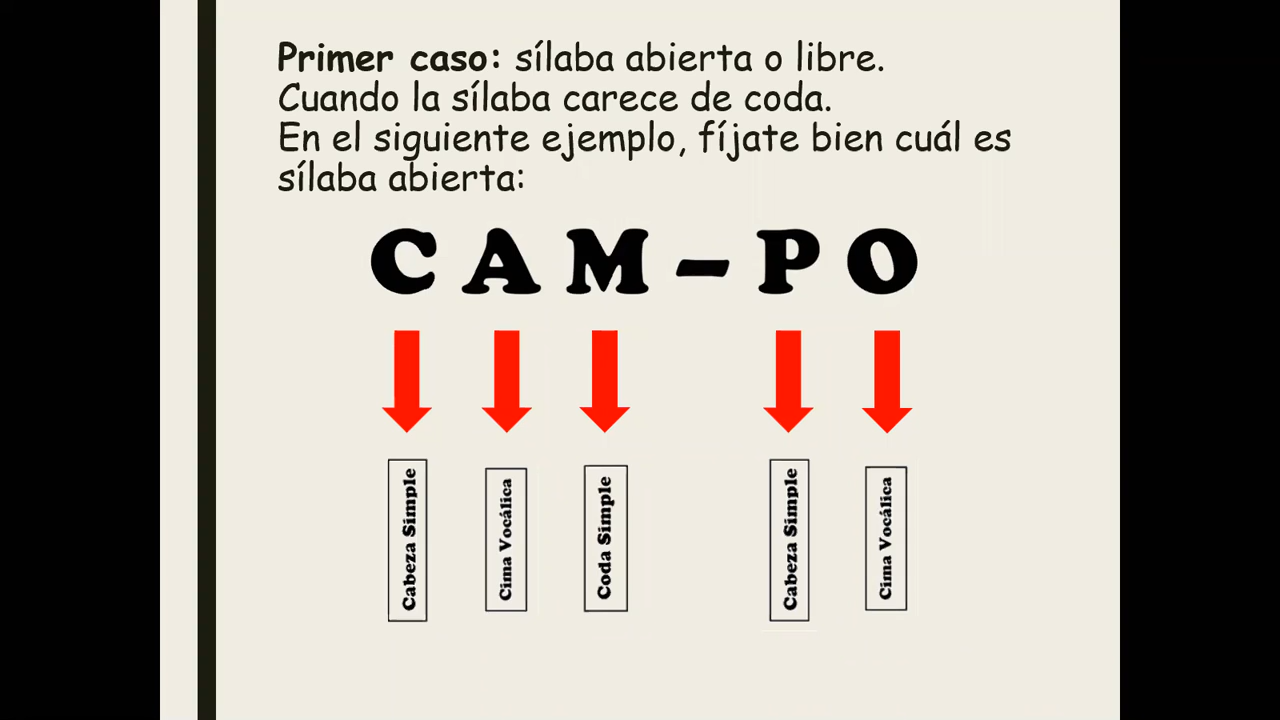 Primer caso: sílaba abierta o libre.
Cuando la sílaba carece de coda.
En el siguiente ejemplo, fíjate bien cuál es
sílaba abierta:
CAM-PO
Cabeza Simple
Cima Vocálica
Coda Simple
Cabeza Simple
Cima Vocálica